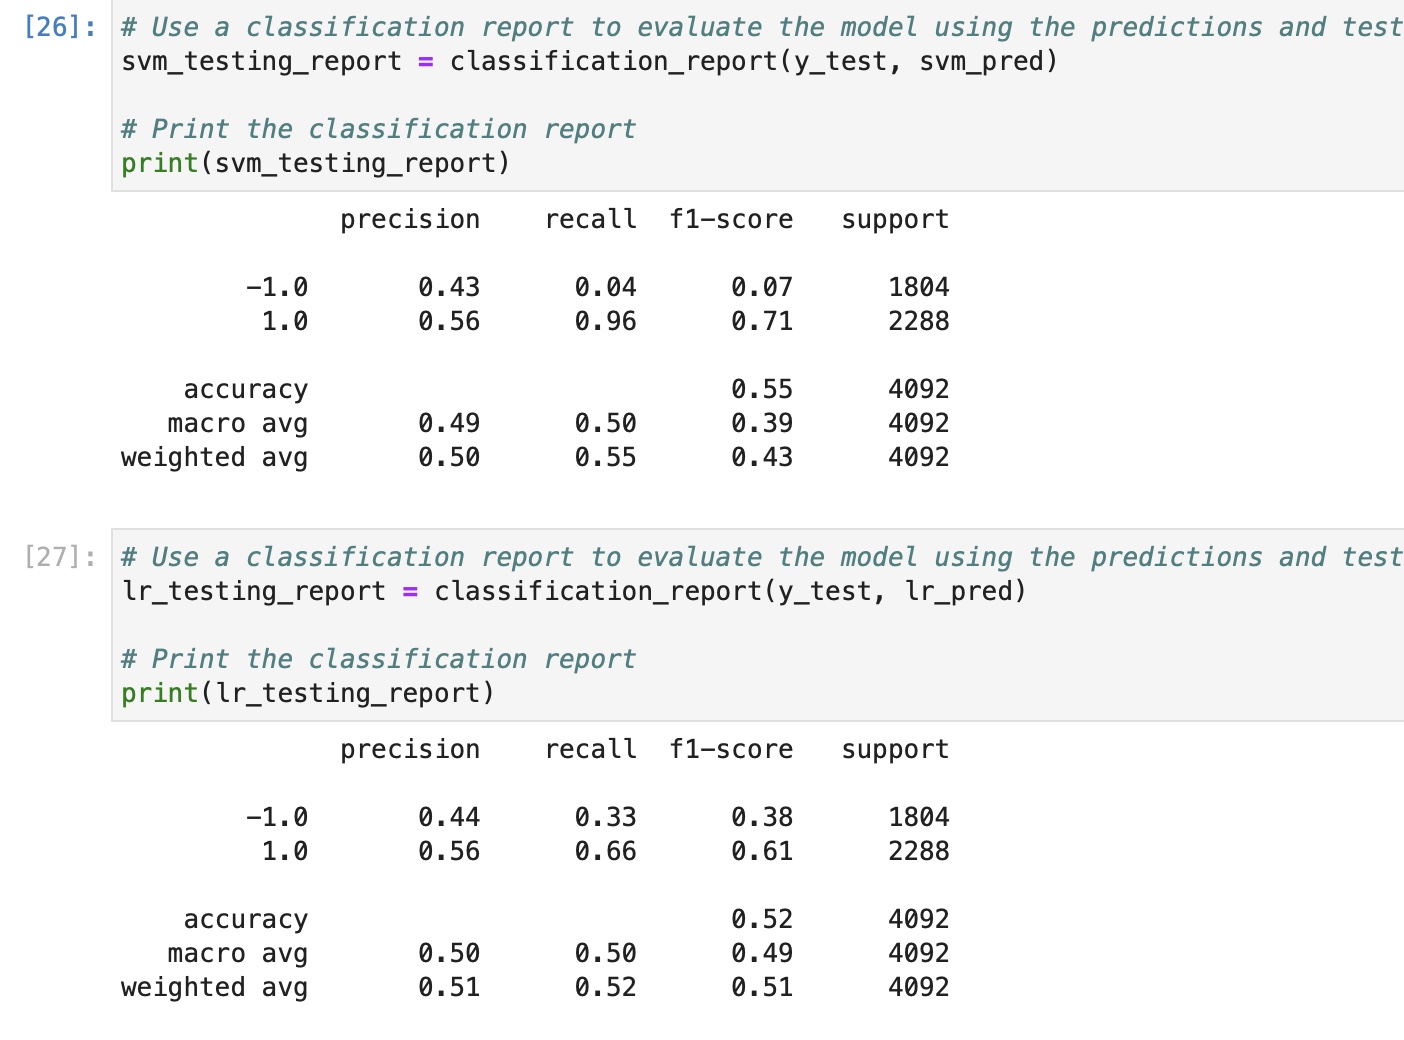 [26]: # Use a classification report to evaluate the model using the predictions and test
svm_testing_report = classification_report(y_test, svm_pred)
# Print the classification report
print(svm_testing_report)
precision recall f1-score support
-1.0 0.43 0.04 0.07 1804
1.0 0.56 0.96 0.71 2288
accuracy 0.55 4092
macro avg 0.49 0.50 0.39 4092
weighted avg 0.50 0.55 0.43 4092
[27]: # Use a classification report to evaluate the model using the predictions and test
lr_testing_report = classification_report(y_test, lr_pred)
# Print the classification report
print(lr_testing_report)
precision recall f1-score support
-1.0 0.44 0.33 0.38 1804
1.0 0.56 0.66 0.61 2288
accuracy 0.52 4092
macro avg 0.50 0.50 0.49 4092
weighted avg 0.51 0.52 0.51 4092